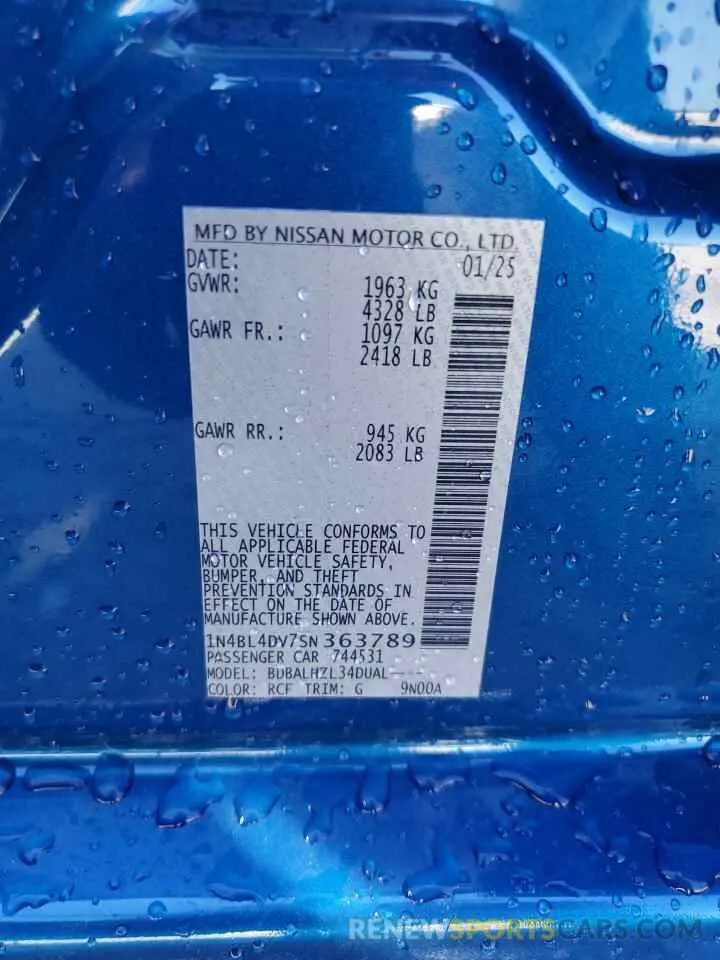 MFD BY NISSAN MOTOR CO., LTD.
DATE: 01/25
GVWR: 1963 KG
4328 LB
GAWR FR.: 1097 KG
2418 LB
GAWR RR.: 945 KG
2083 LB
THIS VEHICLE CONFORMS TO
ALL APPLICABLE FEDERAL
MOTOR VEHICLE SAFETY,
BUMPER, AND THEFT
PREVENTION STANDARDS IN
EFFECT ON THE DATE OF
MANUFACTURE SHOWN ABOVE.
1N4BL4DV7SN363789
PASSENGER CAR 744531
MODEL: BDBALHZL34DUAL----
COLOR: RCF TRIM: G 9N00A
RENEWSPORTSCARS.COM